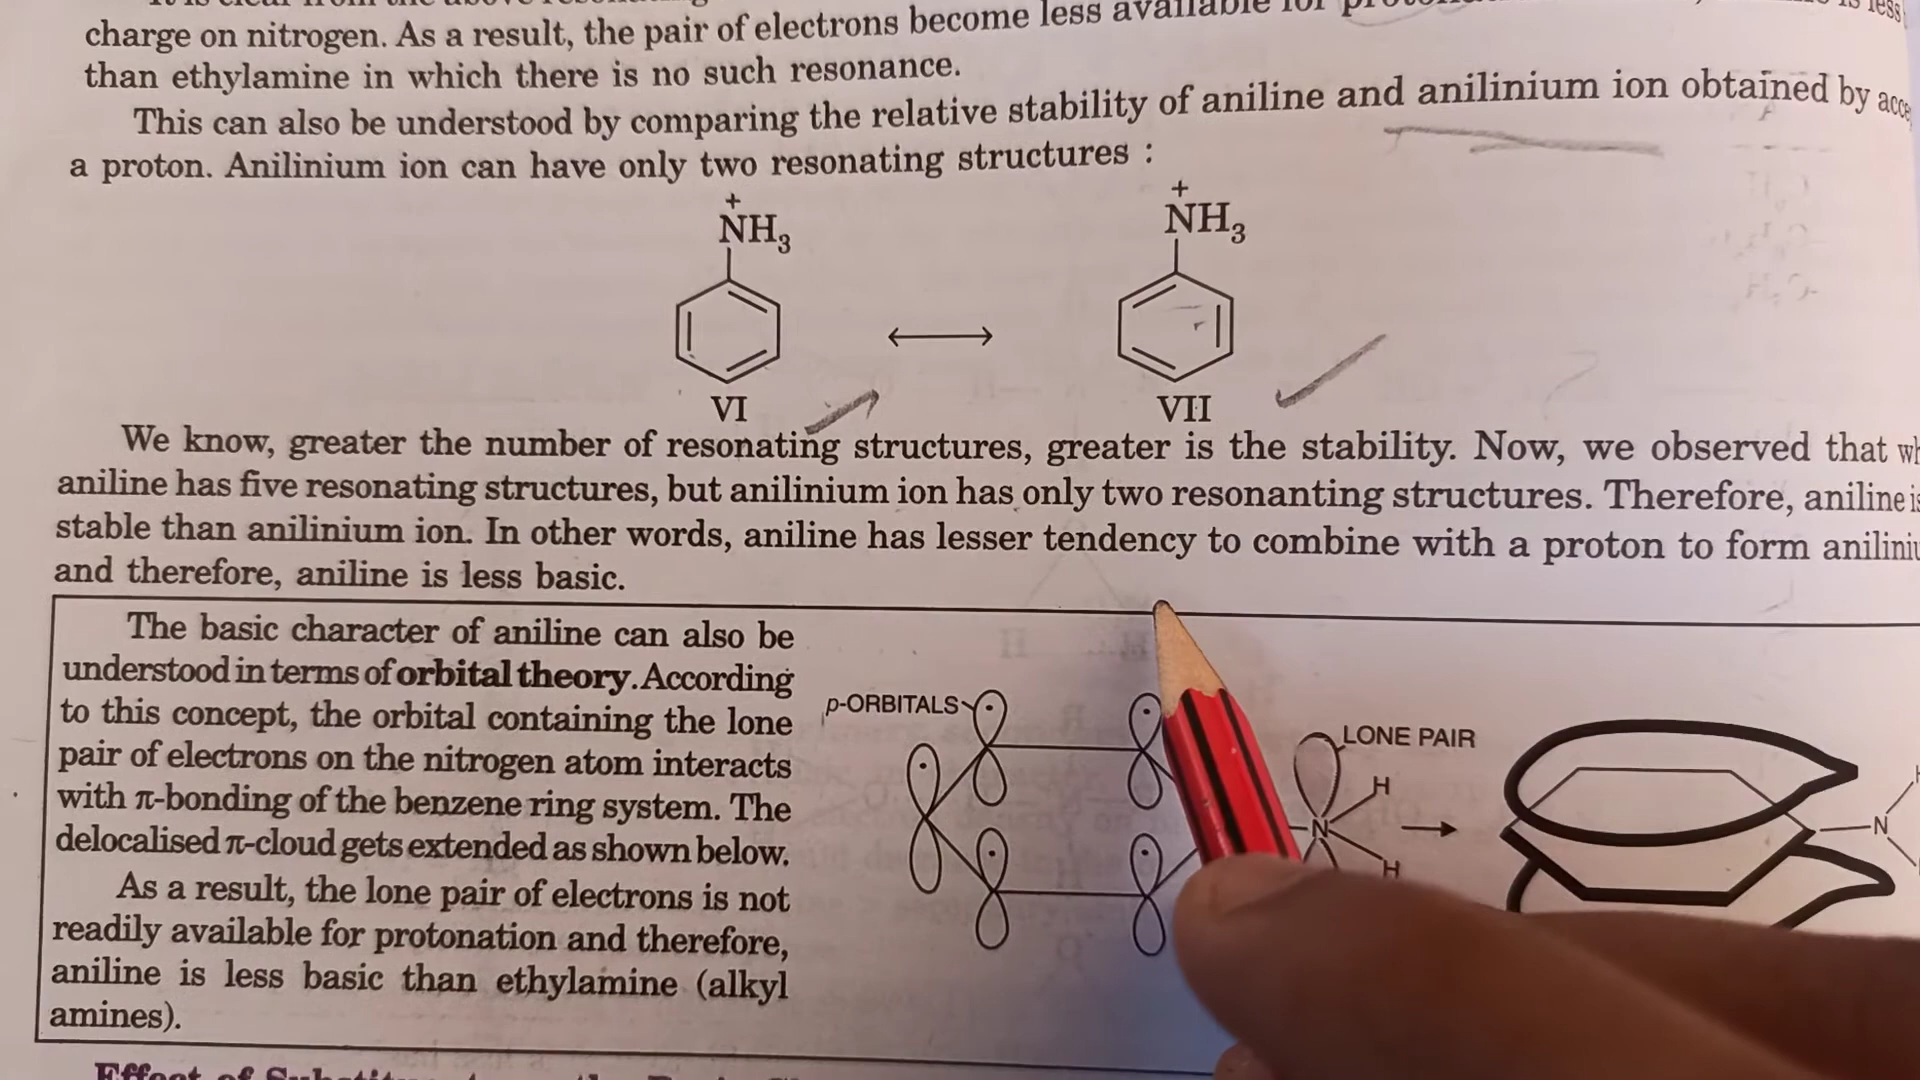 charge on nitrogen. As a result, the pair of electrons become less available for
than ethylamine in which there is no such resonance.
This can also be understood by comparing the relative stability of aniline and anilinium ion obtained by
a proton. Anilinium ion can have only two resonating structures :
+ +
NH3 NH3
VI VII
We know, greater the number of resonating structures, greater is the stability. Now, we observed that
aniline has five resonating structures, but anilinium ion has only two resonanting structures. Therefore, aniline
stable than anilinium ion. In other words, aniline has lesser tendency to combine with a proton to form
and therefore, aniline is less basic.
The basic character of aniline can also be
understood in terms of orbital theory. According
to this concept, the orbital containing the lone
pair of electrons on the nitrogen atom interacts
with π-bonding of the benzene ring system. The
delocalised π-cloud gets extended as shown below.
As a result, the lone pair of electrons is not
readily available for protonation and therefore,
aniline is less basic than ethylamine (alkyl
amines).
p-ORBITALS
LONE PAIR
H
N
H
N